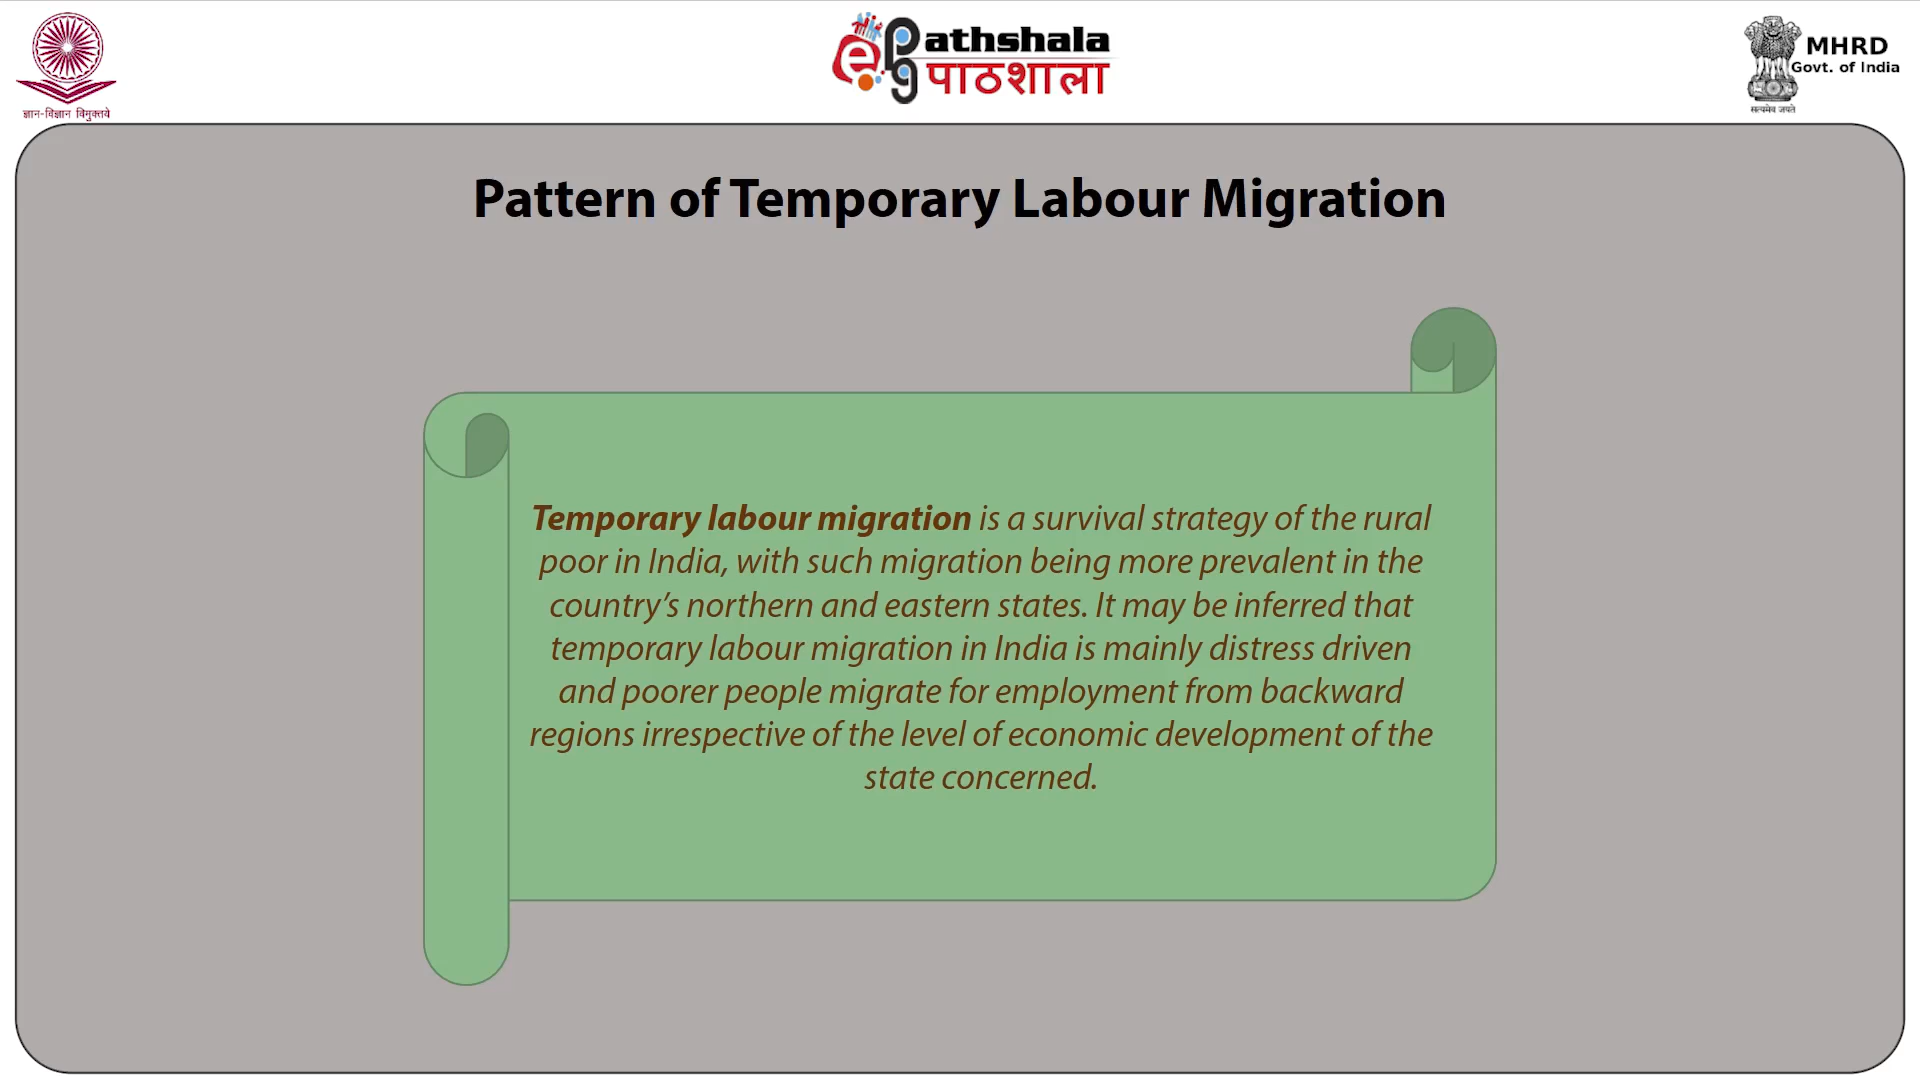 ज्ञान-विज्ञान विमुक्तये
ePathshala
पाठशाला
MHRD
Govt. of India
सत्यमेव जयते
Pattern of Temporary Labour Migration
Temporary labour migration is a survival strategy of the rural
poor in India, with such migration being more prevalent in the
country’s northern and eastern states. It may be inferred that
temporary labour migration in India is mainly distress driven
and poorer people migrate for employment from backward
regions irrespective of the level of economic development of the
state concerned.